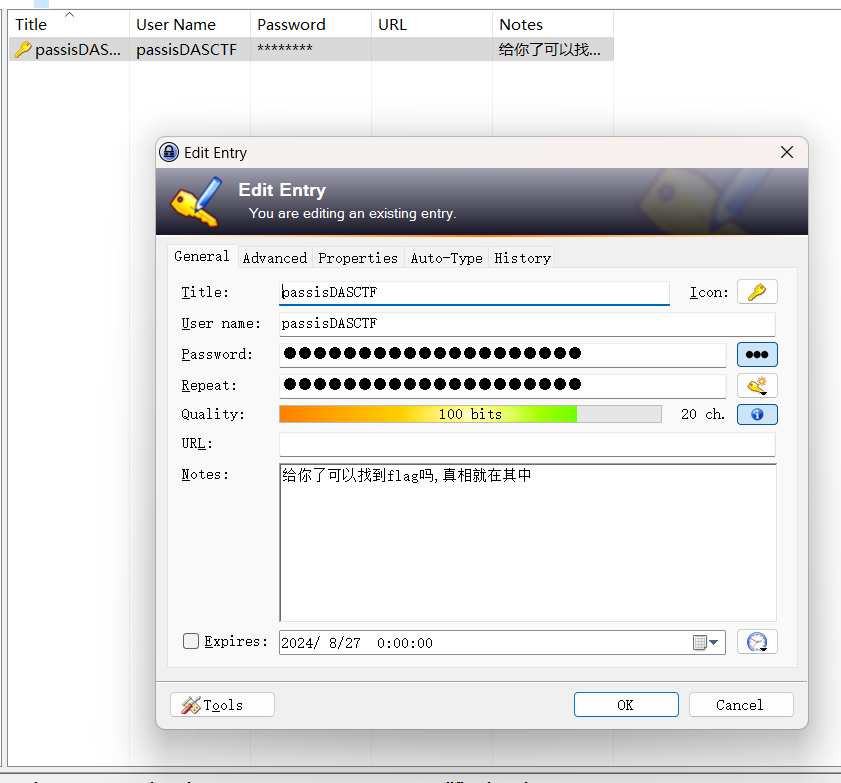 Title User Name Password URL Notes
passisDAS... passisDASCTF ******** 给你了可以找...
Edit Entry
Edit Entry
You are editing an existing entry.
General Advanced Properties Auto-Type History
Title: passisDASCTF Icon:
User name: passisDASCTF
Password: ●●●●●●●●●●●●●●●●●●●●
Repeat: ●●●●●●●●●●●●●●●●●●●●
Quality: 100 bits 20 ch.
URL:
Notes: 给你了可以找到flag吗,真相就在其中
Expires: 2024/ 8/27 0:00:00
Tools OK Cancel